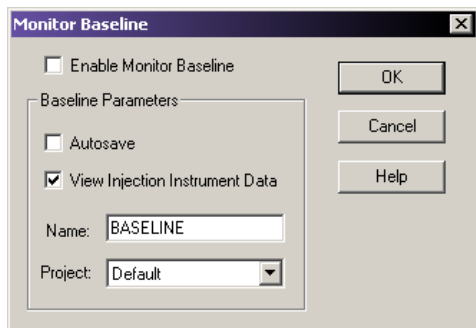 Monitor Baseline
Enable Monitor Baseline
OK
Baseline Parameters
Cancel
Autosave
View Injection Instrument Data
Help
Name: BASELINE
Project: Default